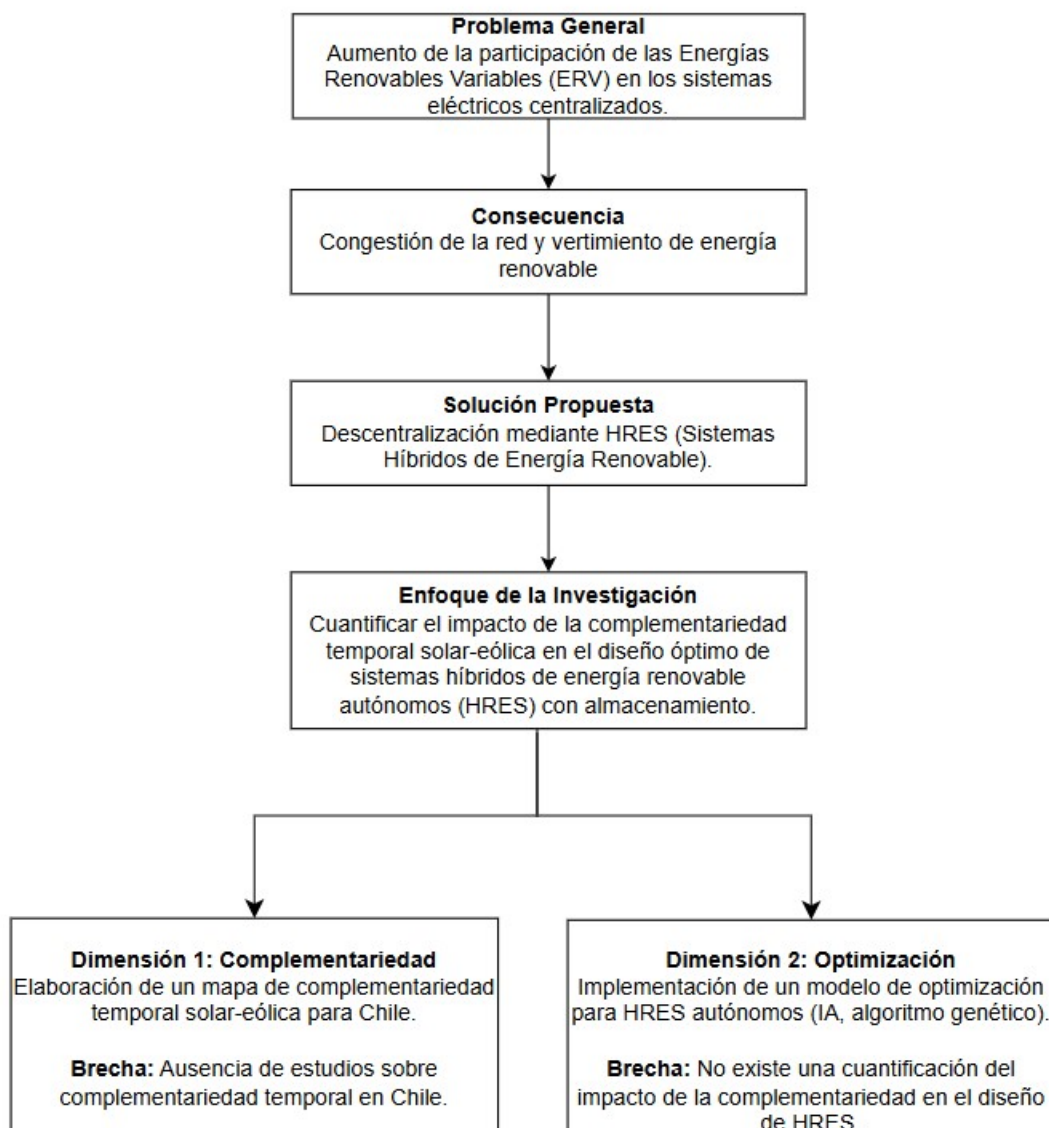 Problema General
Aumento de la participación de las Energías
Renovables Variables (ERV) en los sistemas
eléctricos centralizados.
Consecuencia
Congestión de la red y vertimiento de energía
renovable
Solución Propuesta
Descentralización mediante HRES (Sistemas
Híbridos de Energía Renovable).
Enfoque de la Investigación
Cuantificar el impacto de la complementariedad
temporal solar-eólica en el diseño óptimo de
sistemas híbridos de energía renovable
autónomos (HRES) con almacenamiento.
Dimensión 1: Complementariedad
Elaboración de un mapa de complementariedad
temporal solar-eólica para Chile.
Brecha: Ausencia de estudios sobre
complementariedad temporal en Chile.
Dimensión 2: Optimización
Implementación de un modelo de optimización
para HRES autónomos (IA, algoritmo genético).
Brecha: No existe una cuantificación del
impacto de la complementariedad en el diseño
de HRES